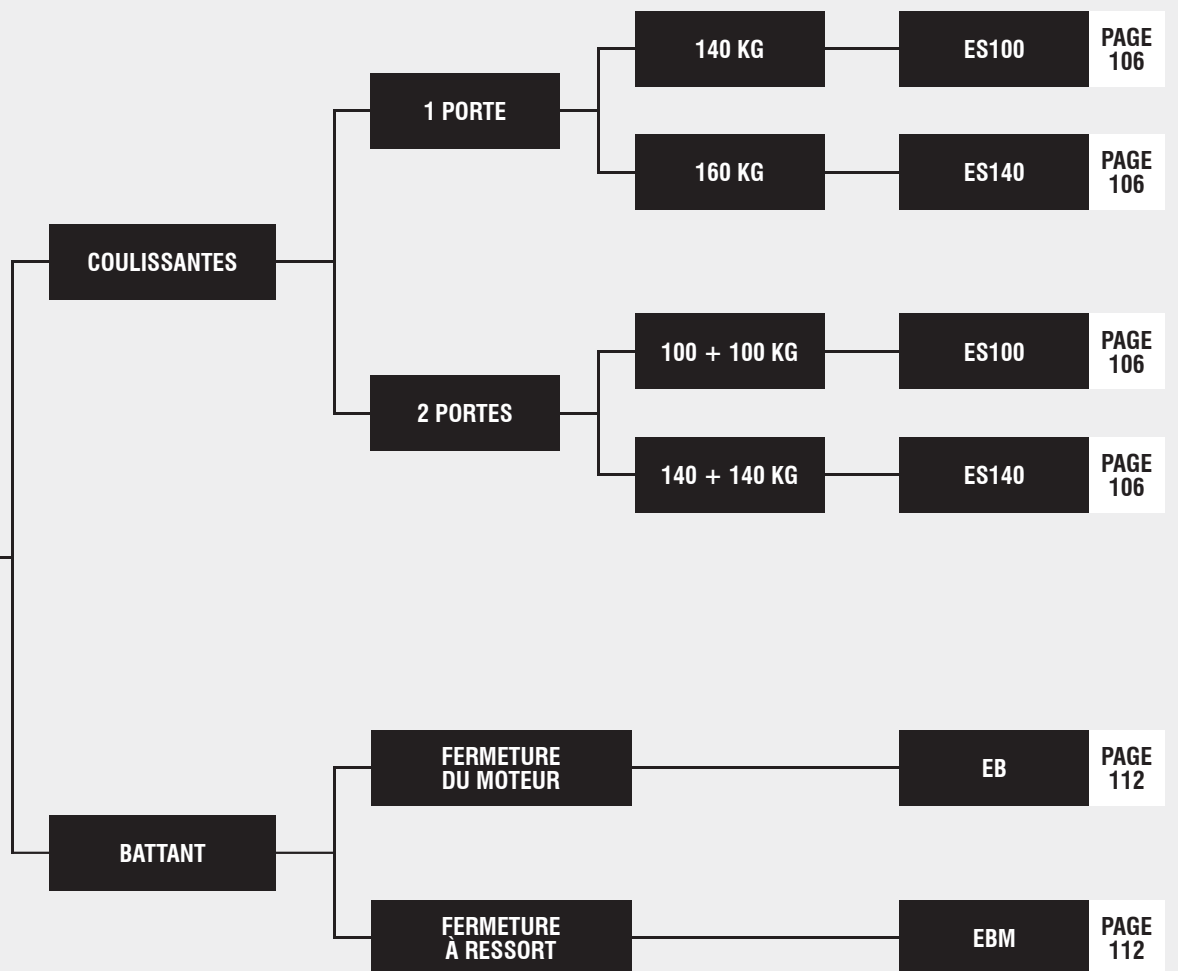 140 KG
ES100
PAGE
106
1 PORTE
160 KG
ES140
PAGE
106
COULISSANTES
100 + 100 KG
ES100
PAGE
106
2 PORTES
140 + 140 KG
ES140
PAGE
106
FERMETURE
DU MOTEUR
EB
PAGE
112
BATTANT
FERMETURE
À RESSORT
EBM
PAGE
112